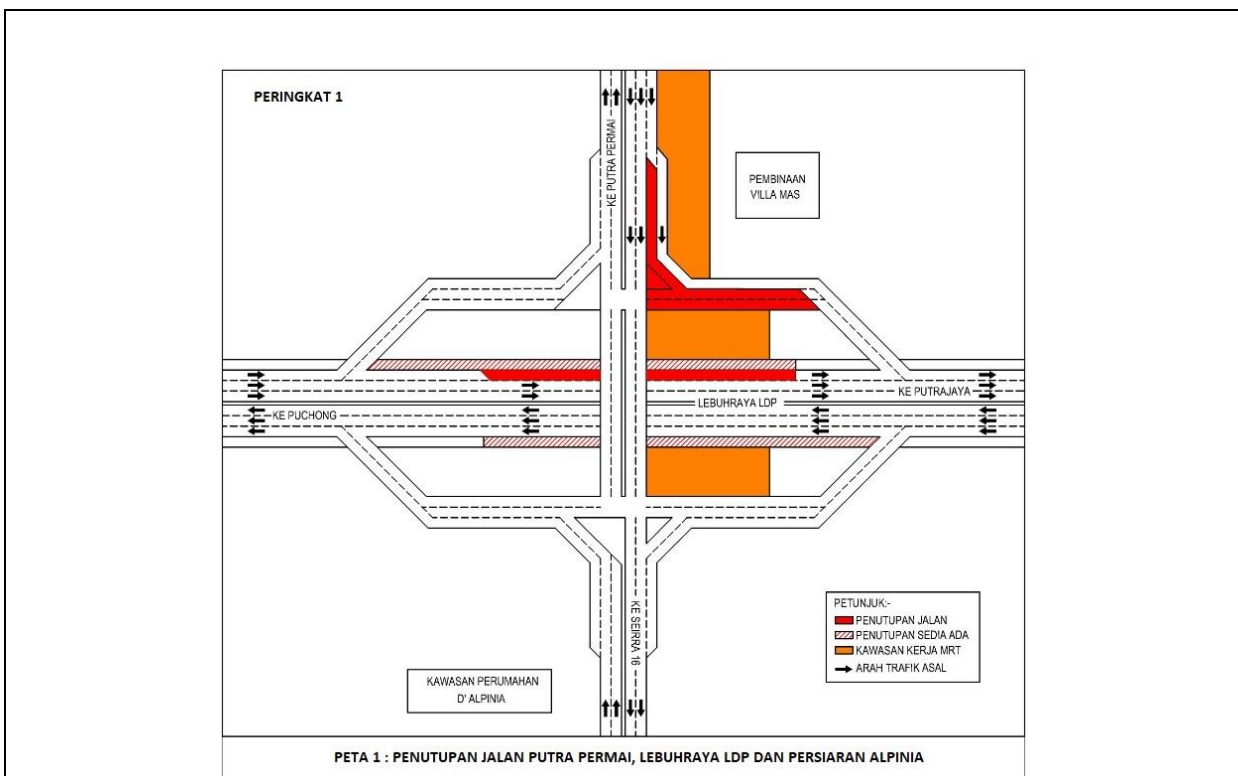 PERINGKAT 1
KE PUTRA PERMAI
PEMBINAAN
VILLA MAS
KE PUTRAJAYA
LEBUHRAYA LDP
KE PUCHONG
KE SEIRRA 16
PETUNJUK:-
PENUTUPAN JALAN
PENUTUPAN SEDIA ADA
KAWASAN KERJA MRT
ARAH TRAFIK ASAL
KAWASAN PERUMAHAN
D' ALPINIA
PETA 1 : PENUTUPAN JALAN PUTRA PERMAI, LEBUHRAYA LDP DAN PERSIARAN ALPINIA